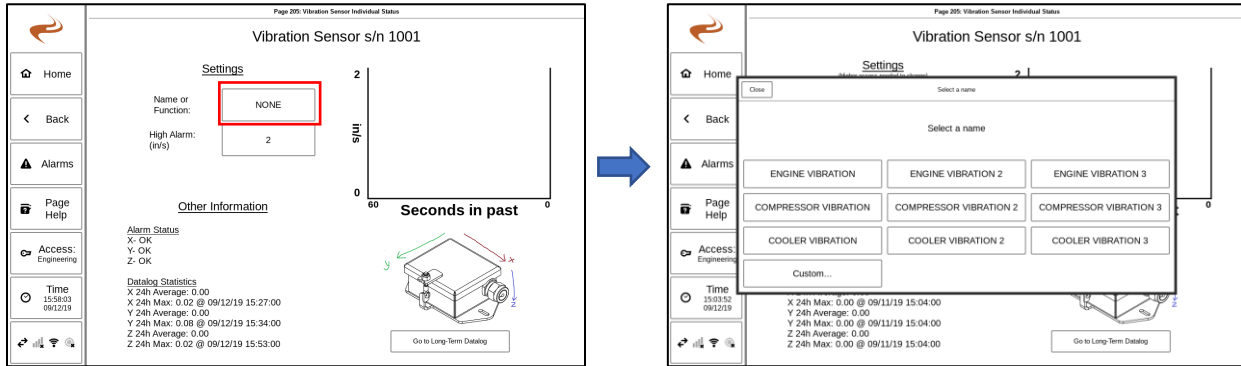 Page 205: Vibration Sensor Individual Status
Vibration Sensor s/n 1001
Home
Back
Alarms
Page
Help
Access:
Engineering
Time
15:58:03
09/12/19
Settings
Name or
Function:
NONE
High Alarm:
(in/s)
2
2
in/s
0
60
Seconds in past
0
Other Information
Alarm Status
X- OK
Y- OK
Z- OK
Datalog Statistics
X 24h Average: 0.00
X 24h Max: 0.02 @ 09/12/19 15:27:00
Y 24h Average: 0.00
Y 24h Max: 0.08 @ 09/12/19 15:34:00
Z 24h Average: 0.00
Z 24h Max: 0.02 @ 09/12/19 15:53:00
y
x
z
Go to Long-Term Datalog
Page 205: Vibration Sensor Individual Status
Vibration Sensor s/n 1001
Home
Back
Alarms
Page
Help
Access:
Engineering
Time
15:03:52
09/12/19
Settings
2
Close
Select a name
Select a name
ENGINE VIBRATION
ENGINE VIBRATION 2
ENGINE VIBRATION 3
COMPRESSOR VIBRATION
COMPRESSOR VIBRATION 2
COMPRESSOR VIBRATION 3
COOLER VIBRATION
COOLER VIBRATION 2
COOLER VIBRATION 3
Custom...
0
X 24h Max: 0.00 @ 09/11/19 15:04:00
Y 24h Average: 0.00
Y 24h Max: 0.00 @ 09/11/19 15:04:00
Z 24h Average: 0.00
Z 24h Max: 0.00 @ 09/11/19 15:04:00
z
Go to Long-Term Datalog